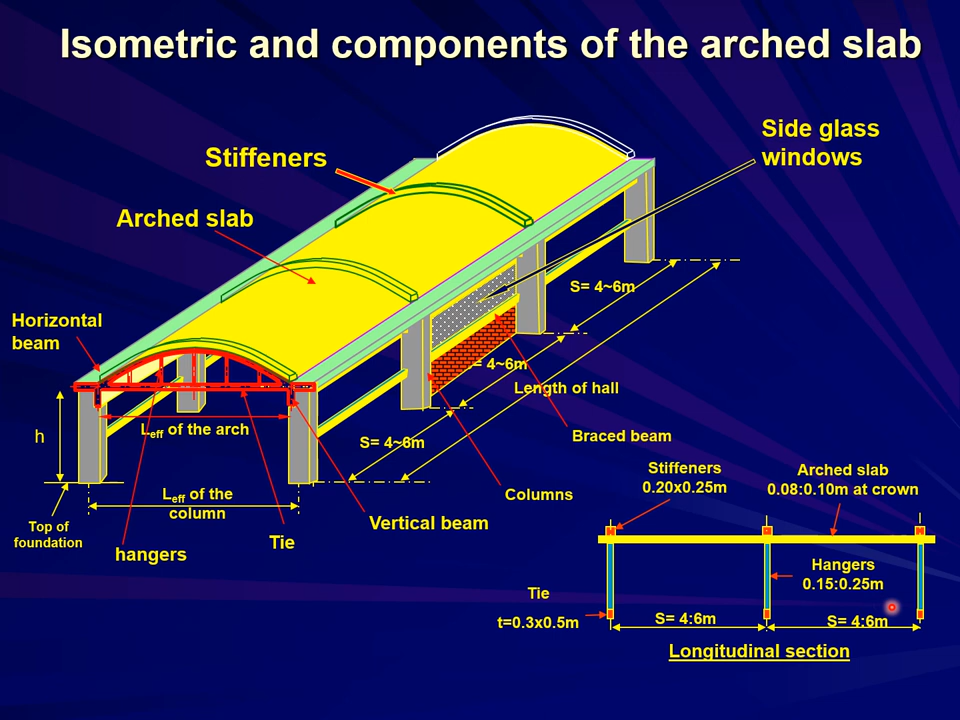 Isometric and components of the arched slab
Side glass
windows
Stiffeners
Arched slab
S= 4~6m
Horizontal
beam
= 4~6m
Length of hall
h
Leff of the arch
S= 4~6m
Braced beam
Stiffeners
0.20x0.25m
Arched slab
0.08:0.10m at crown
Leff of the
column
Columns
Top of
foundation
Vertical beam
Tie
hangers
Hangers
0.15:0.25m
Tie
t=0.3x0.5m
S= 4:6m
S= 4:6m
Longitudinal section